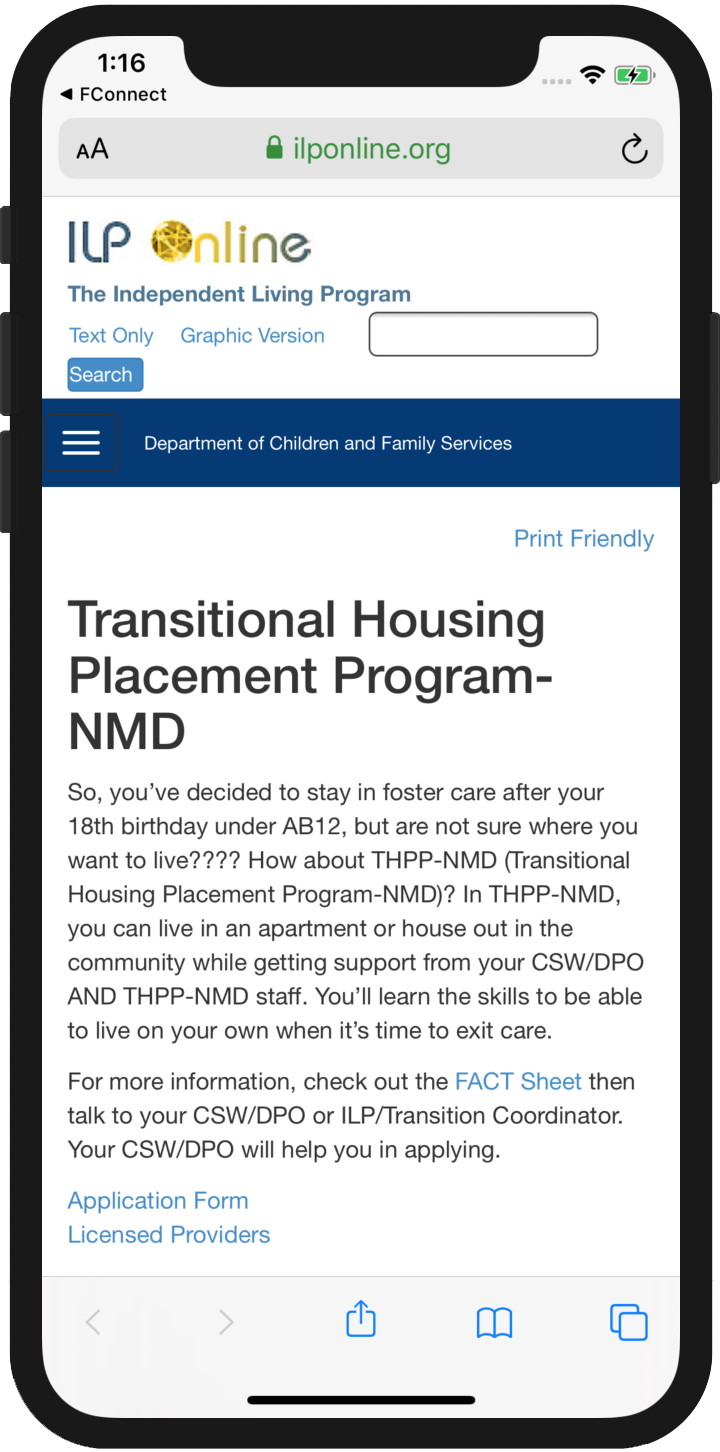 1:16
◀ FConnect
AA ilponline.org
ILP Online
The Independent Living Program
Text Only Graphic Version
Search
Department of Children and Family Services
Print Friendly
Transitional Housing
Placement Program-
NMD
So, you’ve decided to stay in foster care after your
18th birthday under AB12, but are not sure where you
want to live???? How about THPP-NMD (Transitional
Housing Placement Program-NMD)? In THPP-NMD,
you can live in an apartment or house out in the
community while getting support from your CSW/DPO
AND THPP-NMD staff. You’ll learn the skills to be able
to live on your own when it’s time to exit care.
For more information, check out the FACT Sheet then
talk to your CSW/DPO or ILP/Transition Coordinator.
Your CSW/DPO will help you in applying.
Application Form
Licensed Providers